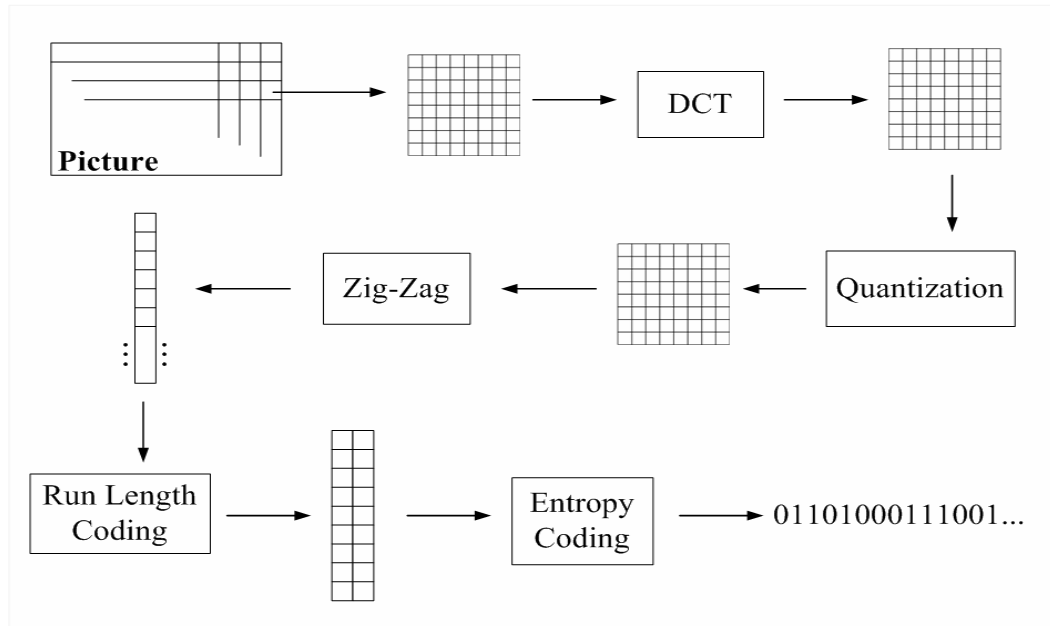 Picture
DCT
Quantization
Zig-Zag
Run Length
Coding
Entropy
Coding
01101000111001...